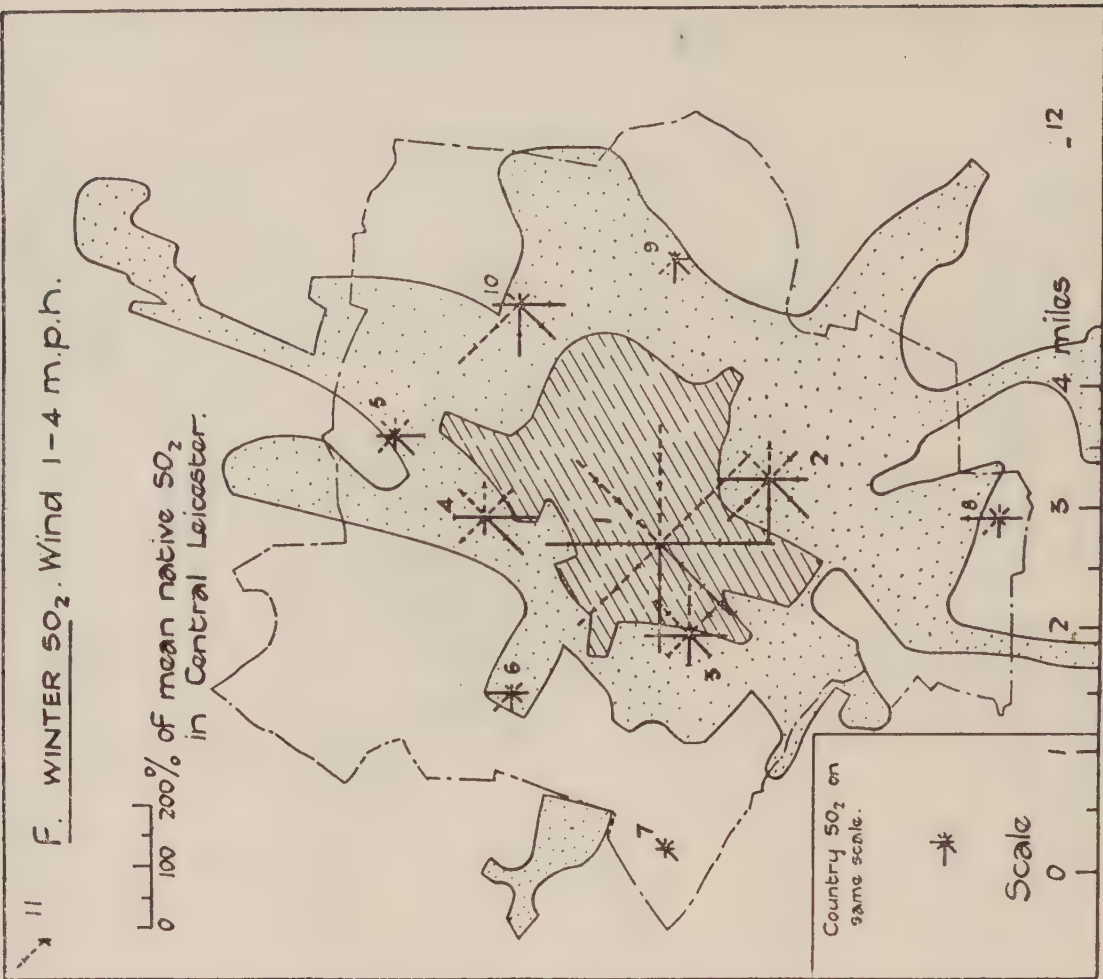 F. WINTER SO₂. Wind 1-4 m.p.h.
0 100 200% of mean native SO₂
in Central Leicester.
11
5
10
4
9
6
1
2
3
7
8
12
Country SO₂ on
same scale.
Scale
0 1 2 3 4 miles